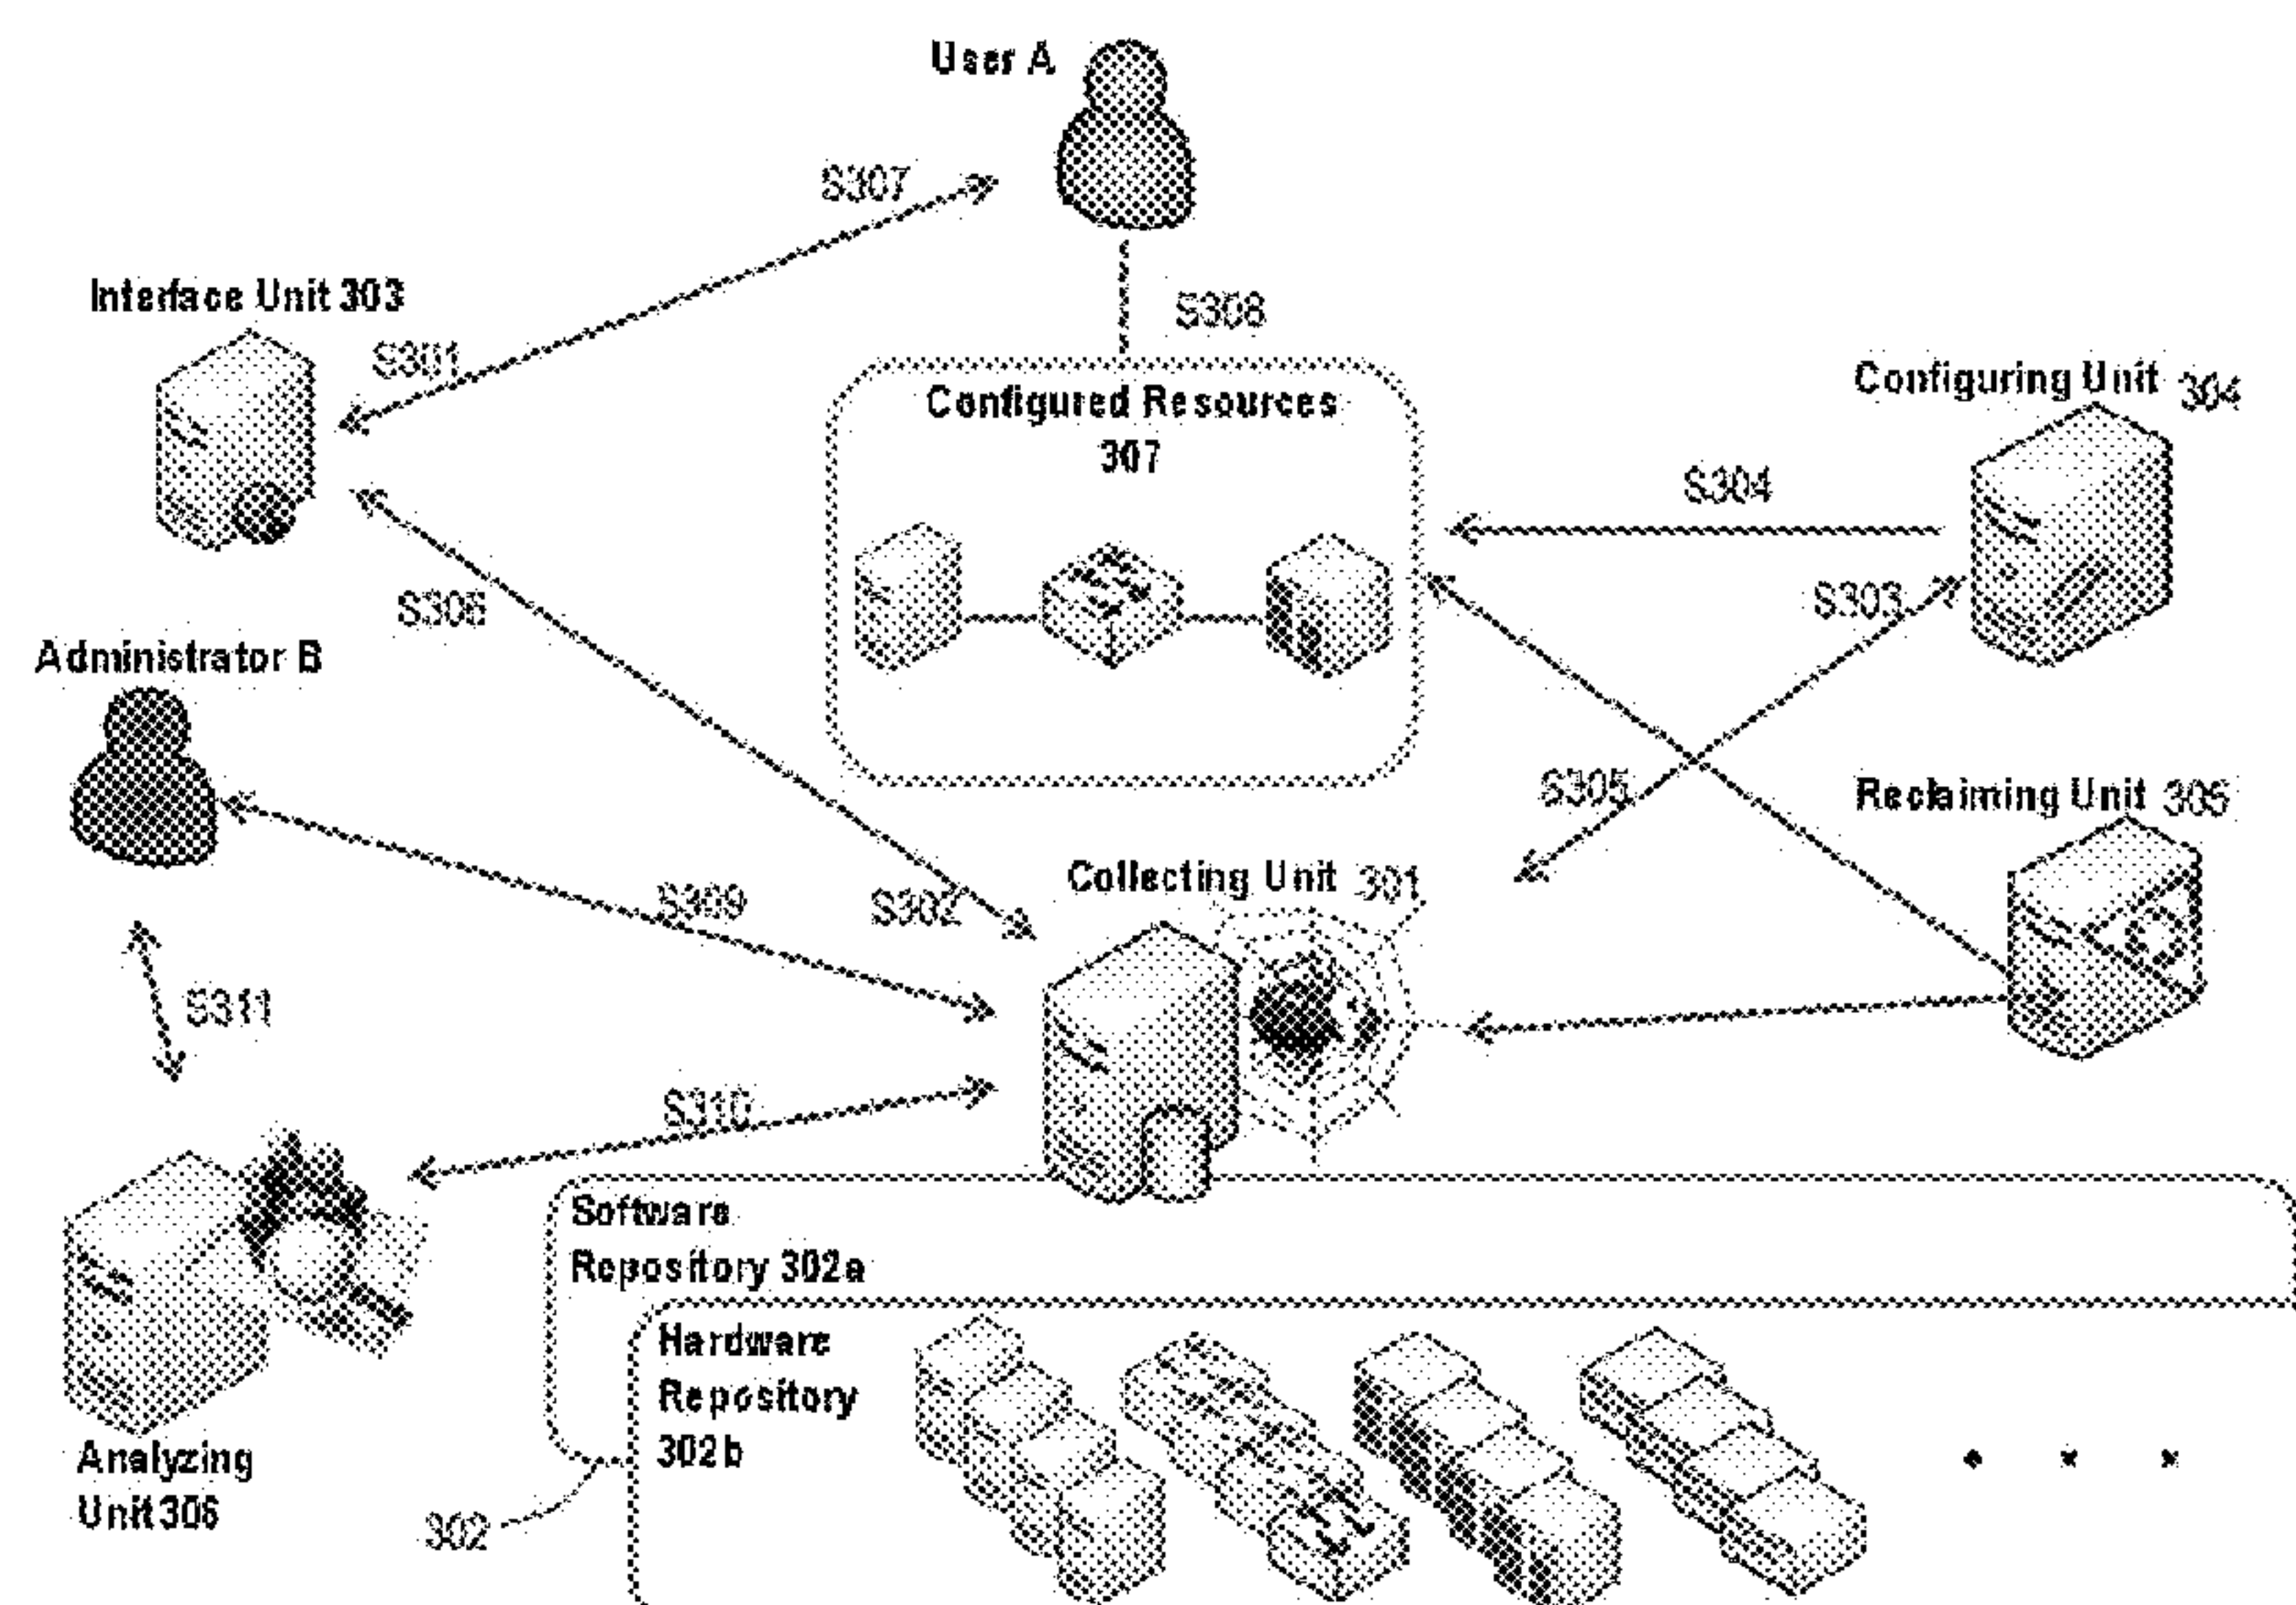 User A
S307
Interface Unit 303
S301
S308
Configured Resources
307
Configuring Unit 304
S304
S303
S306
Administrator B
S305
Reclaiming Unit 305
S309
S302
Collecting Unit 301
S311
S310
Software
Repository 302a
Hardware
Repository
302b
Analyzing
Unit 306
302